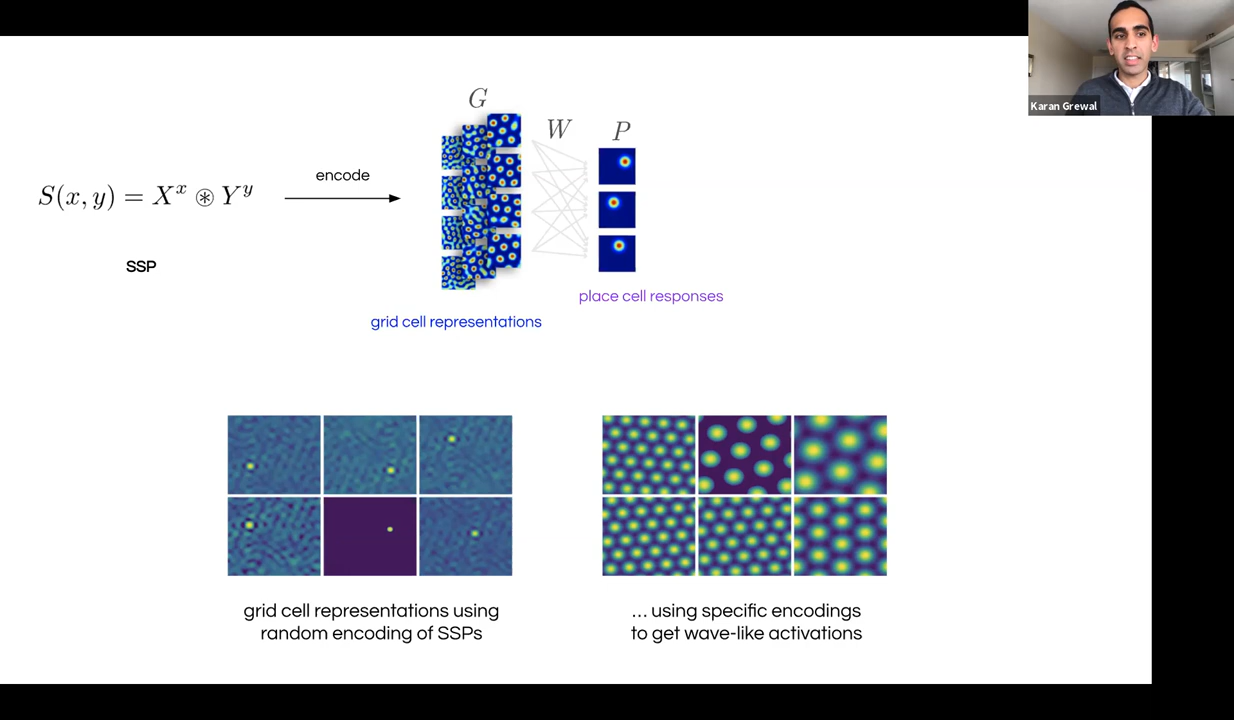 Karan Grewal
G
W
P
encode
S(x, y) = X^x ⊛ Y^y
SSP
place cell responses
grid cell representations
grid cell representations using
random encoding of SSPs
... using specific encodings
to get wave-like activations